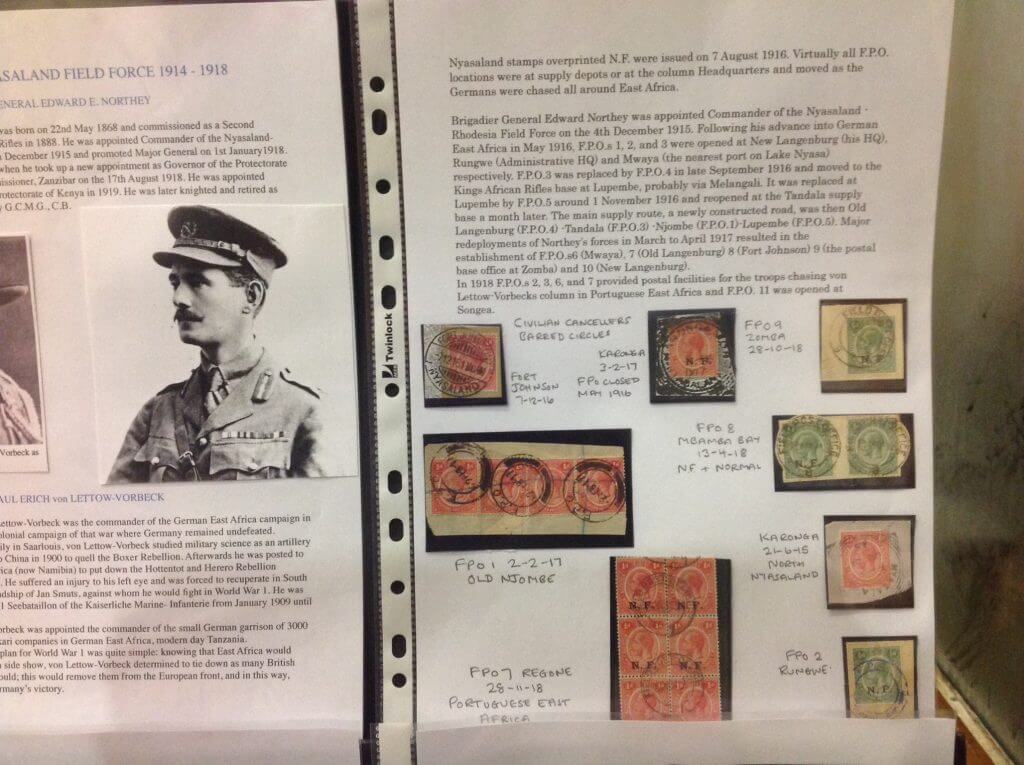 ASALAND FIELD FORCE 1914 - 1918
GENERAL EDWARD E. NORTHEY
was born on 22nd May 1868 and commissioned as a Second
Rifles in 1888. He was appointed Commander of the Nyasaland-
December 1915 and promoted Major General on 1st January1918.
when he took up a new appointment as Governor of the Protectorate
missioner, Zanzibar on the 17th August 1918. He was appointed
rotectorate of Kenya in 1919. He was later knighted and retired as
y G.C.M.G., C.B.
Vorbeck as
AUL ERICH von LETTOW-VORBECK
Lettow-Vorbeck was the commander of the German East Africa campaign in
olonial campaign of that war where Germany remained undefeated.
ily in Saarlouis, von Lettow-Vorbeck studied military science as an artillery
o China in 1900 to quell the Boxer Rebellion. Afterwards he was posted to
rica (now Namibia) to put down the Hottentot and Herero Rebellion
. He suffered an injury to his left eye and was forced to recuperate in South
ndship of Jan Smuts, against whom he would fight in World War 1. He was
1 Seebataillon of the Kaiserliche Marine- Infanterie from January 1909 until
orbeck was appointed the commander of the small German garrison of 3000
kari companies in German East Africa, modern day Tanzania.
plan for World War 1 was quite simple: knowing that East Africa would
side show, von Lettow-Vorbeck determined to tie down as many British
ould; this would remove them from the European front, and in this way,
ermany's victory.
Twinlock
Nyasaland stamps overprinted N.F. were issued on 7 August 1916. Virtually all F.P.O.
locations were at supply depots or at the column Headquarters and moved as the
Germans were chased all around East Africa.
Brigadier General Edward Northey was appointed Commander of the Nyasaland -
Rhodesia Field Force on the 4th December 1915. Following his advance into German
East Africa in May 1916, F.P.O.s 1, 2, and 3 were opened at New Langenburg (his HQ),
Rungwe (Administrative HQ) and Mwaya (the nearest port on Lake Nyasa)
respectively. F.P.O.3 was replaced by F.P.O.4 in late September 1916 and moved to the
Kings African Rifles base at Lupembe, probably via Melangali. It was replaced at
Lupembe by F.P.O.5 around 1 November 1916 and reopened at the Tandala supply
base a month later. The main supply route, a newly constructed road, was then Old
Langenburg (F.P.O.4) -Tandala (F.P.O.3) -Njombe (F.P.O.1)-Lupembe (F.P.O.5). Major
redeployments of Northey's forces in March to April 1917 resulted in the
establishment of F.P.O.s6 (Mwaya), 7 (Old Langenburg) 8 (Fort Johnson) 9 (the postal
base office at Zomba) and 10 (New Langenburg).
In 1918 F.P.O.s 2, 3, 6, and 7 provided postal facilities for the troops chasing von
Lettow-Vorbecks column in Portuguese East Africa and F.P.O. 11 was opened at
Songea.
CIVILIAN CANCELLERS
BARRED CIRCLES
FORT
JOHNSON
7-12-16
NYASALAND
KARONGA
3-2-17
FPO CLOSED
MAY 1916
N.F.
FPO 9
ZOMBA
28-10-18
N.F.
FPO 8
MBAMBA BAY
13-4-18
N.F + NORMAL
N.F.
FPO 1 2-2-17
OLD NJOMBE
KARONGA
21-6-15
NORTH
NYASALAND
FPO 7 REGONE
28-11-18
PORTUGUESE EAST
AFRICA
N.F. N.F.
N.F. N.F.
FPO 2
RUNGWE
N.F.